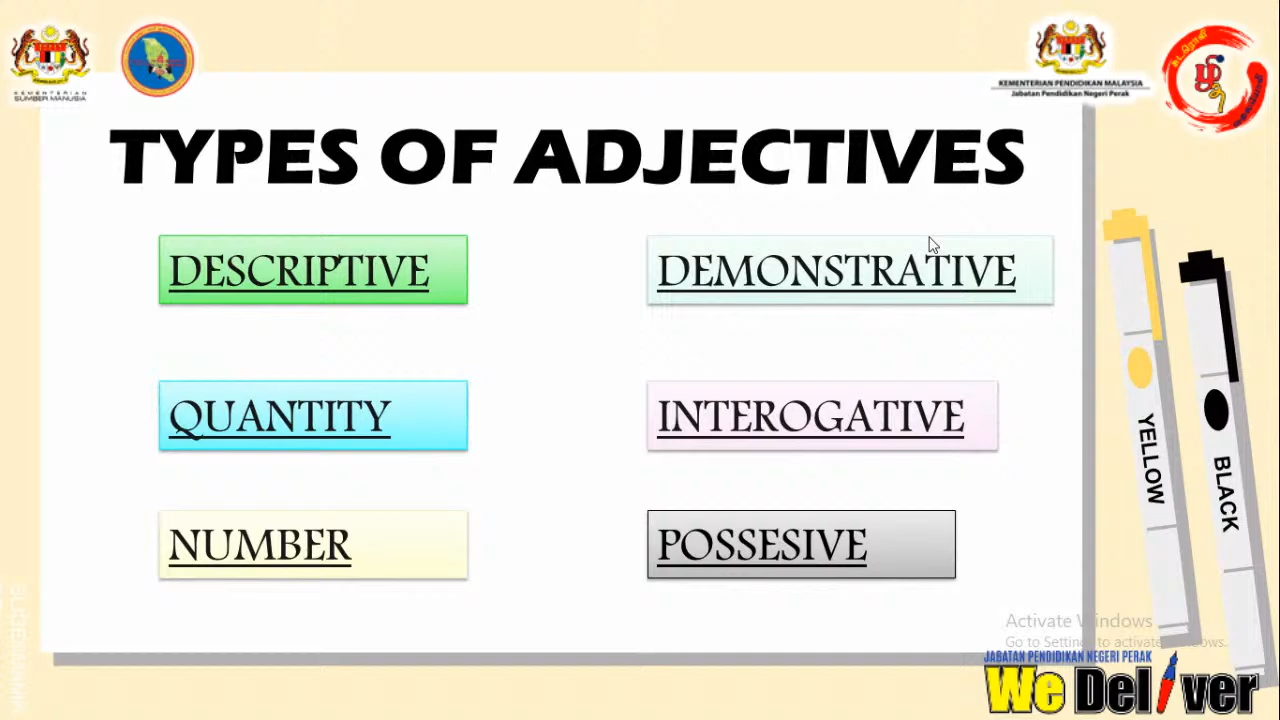 KEMENTERIAN
SUMBER MANUSIA
KEMENTERIAN PENDIDIKAN MALAYSIA
Jabatan Pendidikan Negeri Perak
TYPES OF ADJECTIVES
DESCRIPTIVE
DEMONSTRATIVE
QUANTITY
INTEROGATIVE
NUMBER
POSSESIVE
YELLOW
BLACK
Activate Windows
Go to Settings to activate Windows.
JABATAN PENDIDIKAN NEGERI PERAK
We Deliver